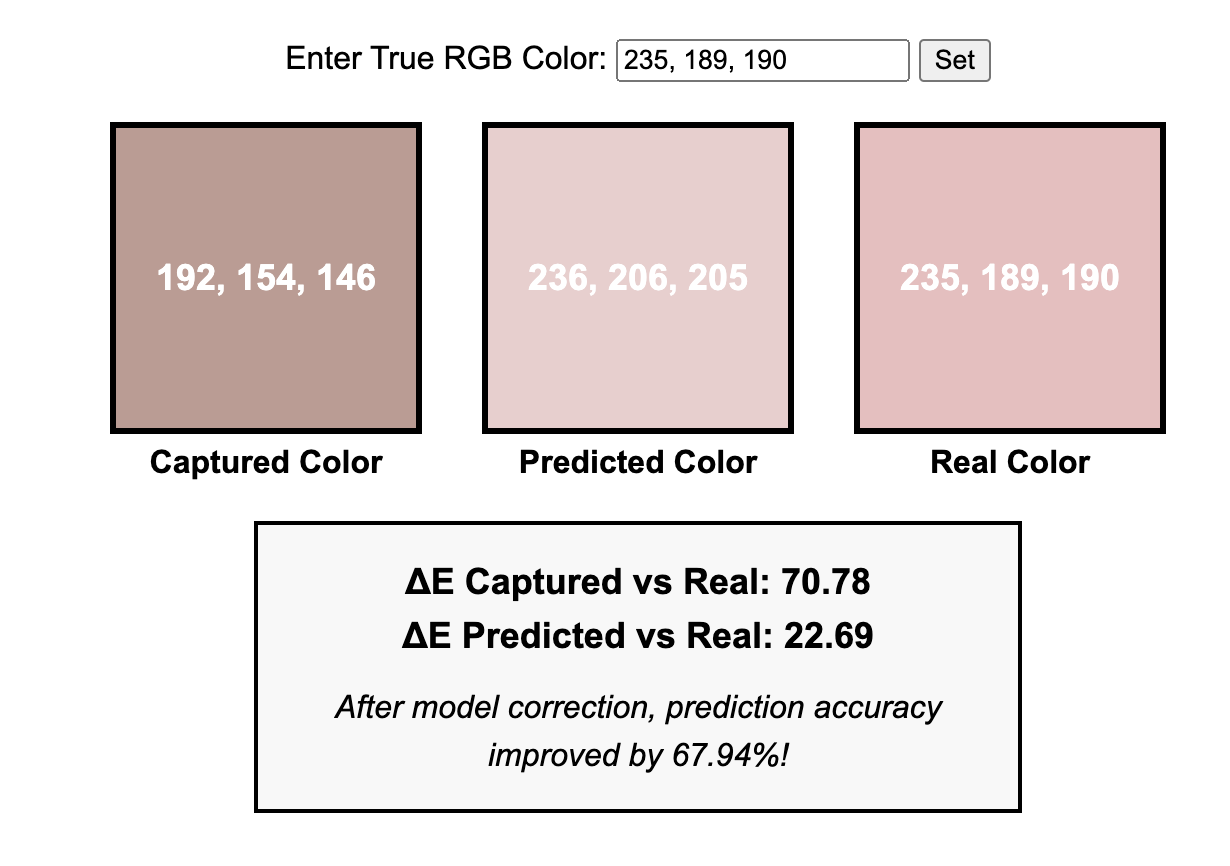 Enter True RGB Color: 235, 189, 190 Set
192, 154, 146 236, 206, 205 235, 189, 190
Captured Color Predicted Color Real Color
ΔE Captured vs Real: 70.78
ΔE Predicted vs Real: 22.69
After model correction, prediction accuracy
improved by 67.94%!